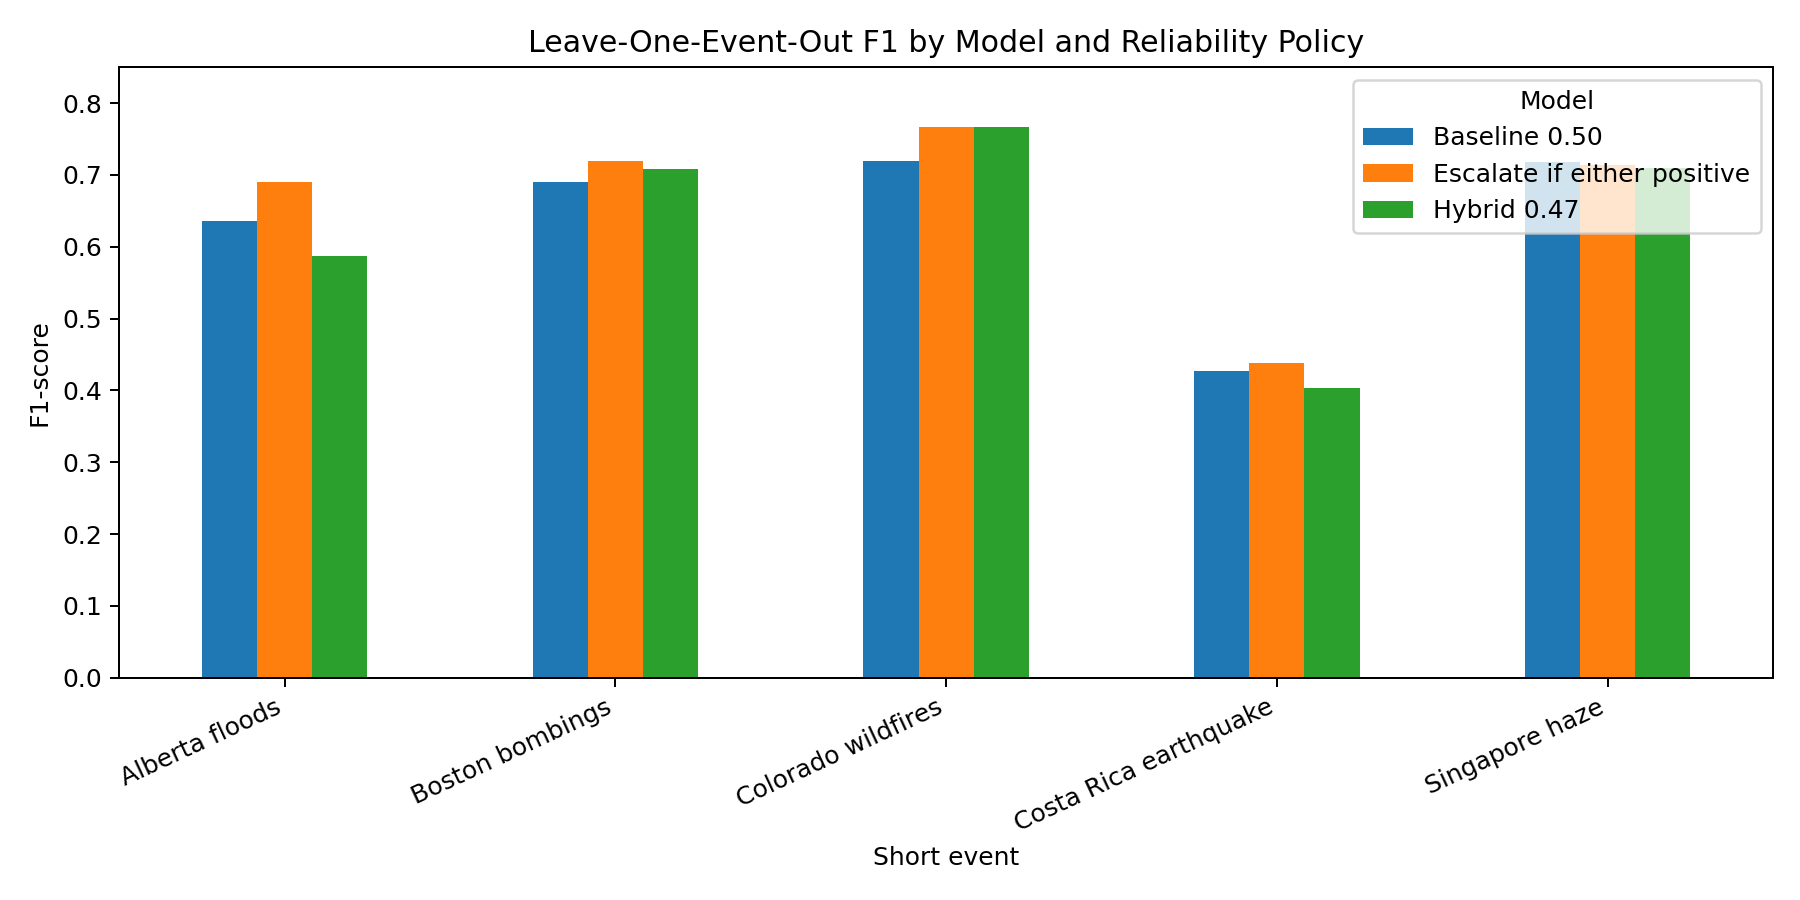 Leave-One-Event-Out F1 by Model and Reliability Policy
Model
Baseline 0.50
Escalate if either positive
Hybrid 0.47
F1-score
0.8
0.7
0.6
0.5
0.4
0.3
0.2
0.1
0.0
Alberta floods
Boston bombings
Colorado wildfires
Costa Rica earthquake
Singapore haze
Short event